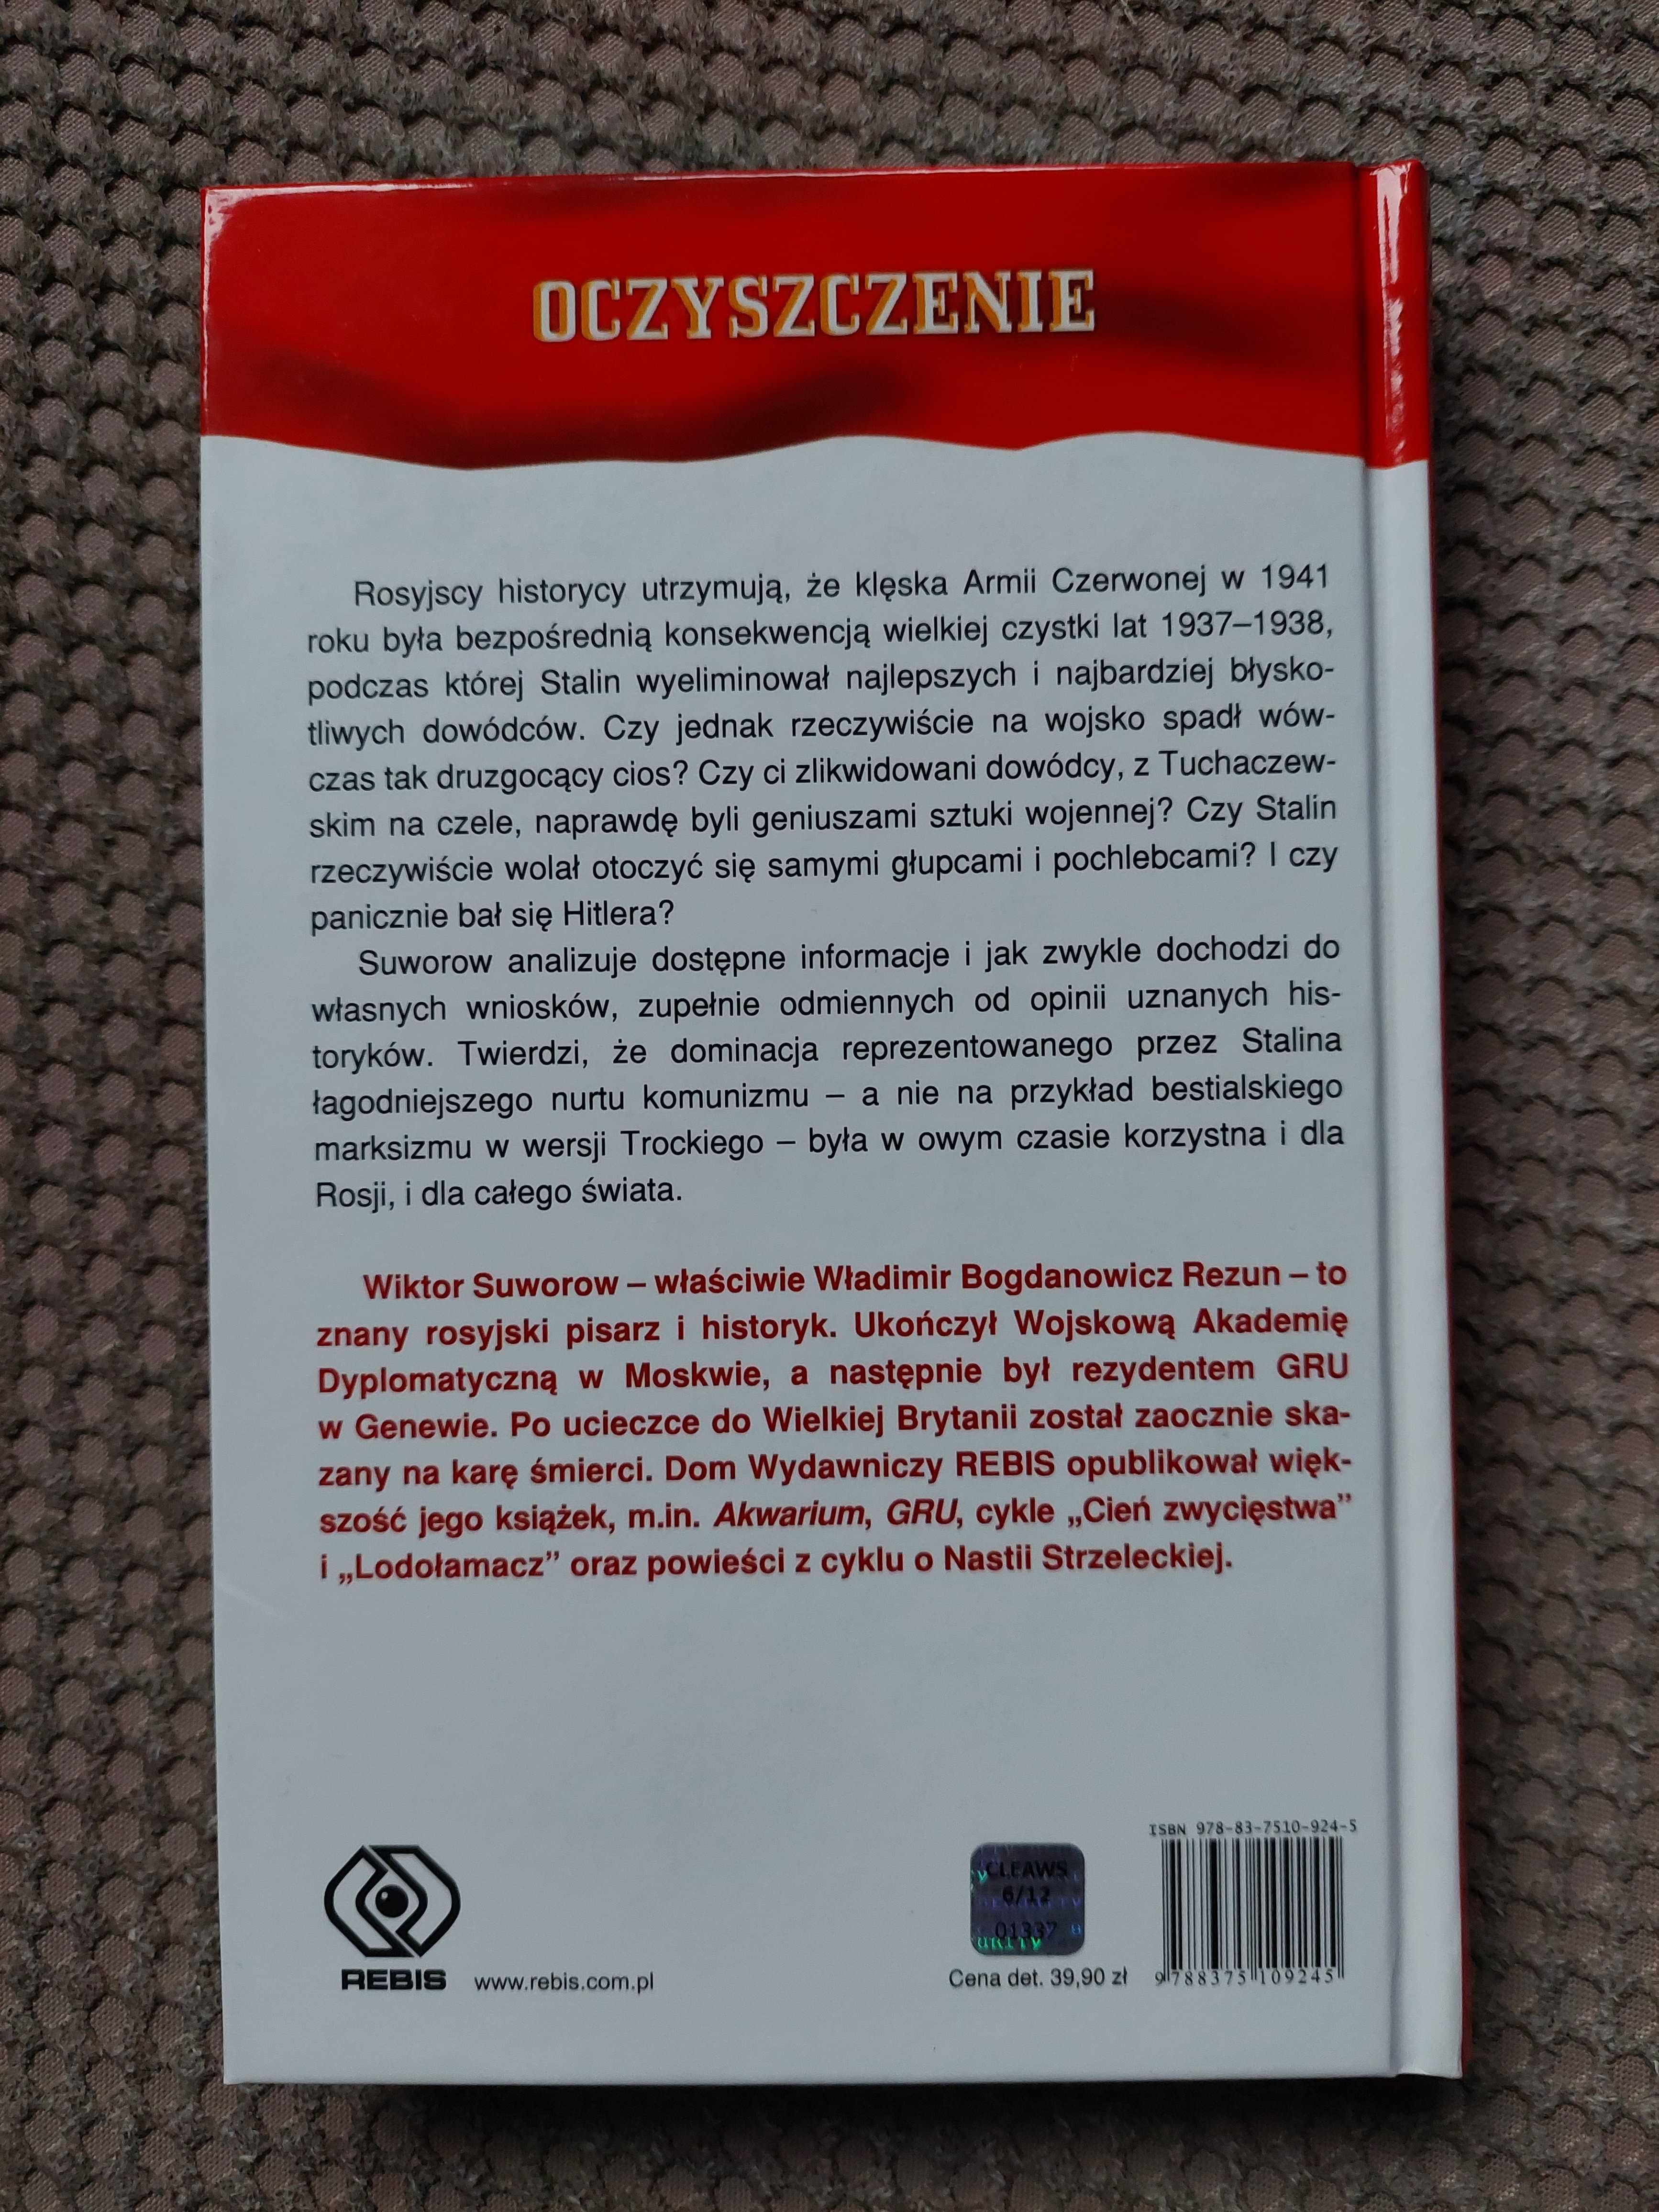 OCZYSZCZENIE
Rosyjscy historycy utrzymują, że klęska Armii Czerwonej w 1941
roku była bezpośrednią konsekwencją wielkiej czystki lat 1937–1938,
podczas której Stalin wyeliminował najlepszych i najbardziej błysko-
tliwych dowódców. Czy jednak rzeczywiście na wojsko spadł wów-
czas tak druzgocący cios? Czy ci zlikwidowani dowódcy, z Tuchaczew-
skim na czele, naprawdę byli geniuszami sztuki wojennej? Czy Stalin
rzeczywiście wolał otoczyć się samymi głupcami i pochlebcami? I czy
panicznie bał się Hitlera?
Suworow analizuje dostępne informacje i jak zwykle dochodzi do
własnych wniosków, zupełnie odmiennych od opinii uznanych his-
toryków. Twierdzi, że dominacja reprezentowanego przez Stalina
łagodniejszego nurtu komunizmu – a nie na przykład bestialskiego
marksizmu w wersji Trockiego – była w owym czasie korzystna i dla
Rosji, i dla całego świata.
Wiktor Suworow – właściwie Władimir Bogdanowicz Rezun – to
znany rosyjski pisarz i historyk. Ukończył Wojskową Akademię
Dyplomatyczną w Moskwie, a następnie był rezydentem GRU
w Genewie. Po ucieczce do Wielkiej Brytanii został zaocznie ska-
zany na karę śmierci. Dom Wydawniczy REBIS opublikował więk-
szość jego książek, m.in. Akwarium, GRU, cykle „Cień zwycięstwa”
i „Lodołamacz” oraz powieści z cyklu o Nastii Strzeleckiej.
ISBN 978-83-7510-924-5
CLEAWS
6/12
01337
REBIS www.rebis.com.pl
Cena det. 39,90 zł
9 788375 109245